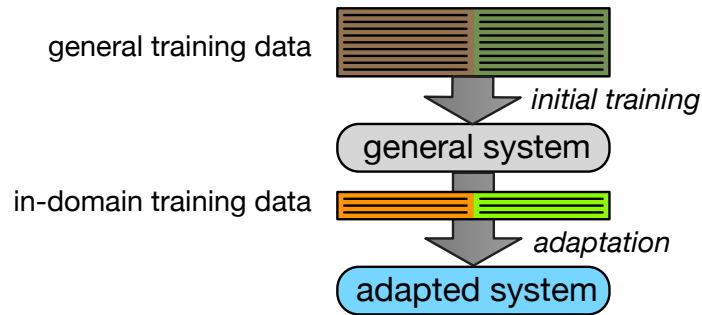 general training data
initial training
general system
in-domain training data
adaptation
adapted system